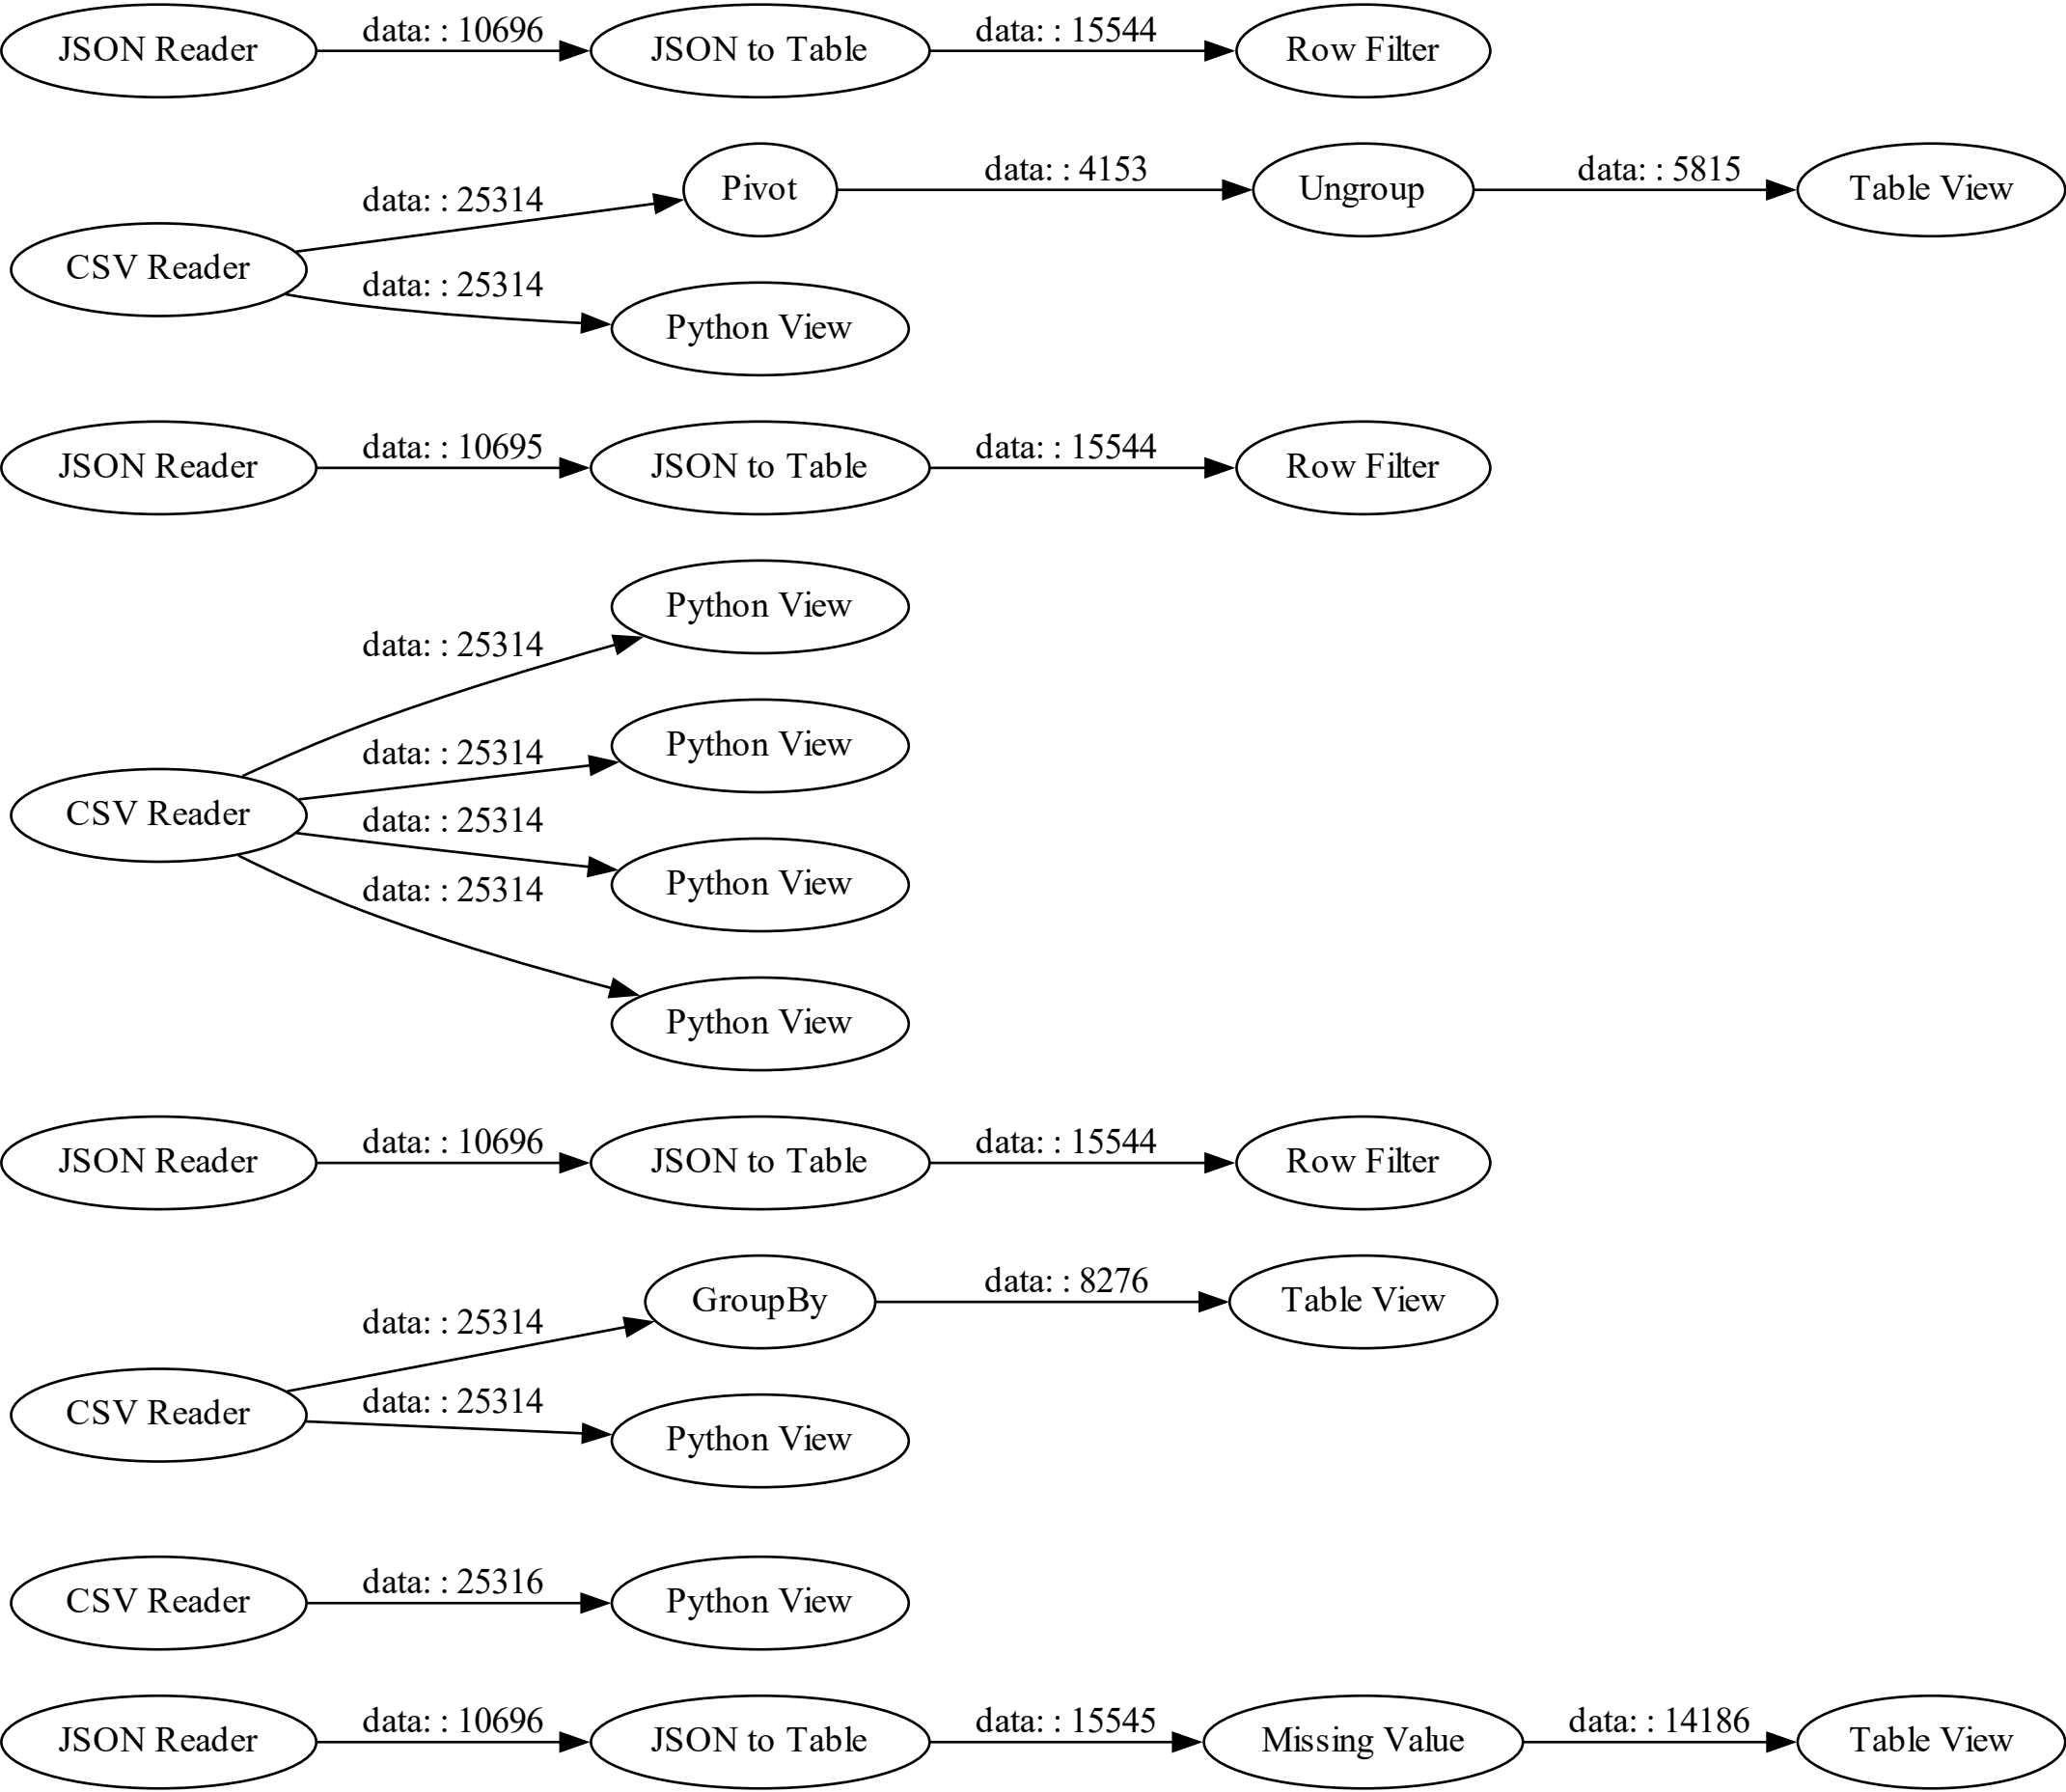 JSON Reader data: : 10696 JSON to Table data: : 15544 Row Filter
CSV Reader
data: : 25314 Pivot data: : 4153 Ungroup data: : 5815 Table View
data: : 25314 Python View
JSON Reader data: : 10695 JSON to Table data: : 15544 Row Filter
CSV Reader
data: : 25314 Python View
data: : 25314 Python View
data: : 25314 Python View
data: : 25314 Python View
JSON Reader data: : 10696 JSON to Table data: : 15544 Row Filter
CSV Reader
data: : 25314 GroupBy data: : 8276 Table View
data: : 25314 Python View
CSV Reader data: : 25316 Python View
JSON Reader data: : 10696 JSON to Table data: : 15545 Missing Value data: : 14186 Table View